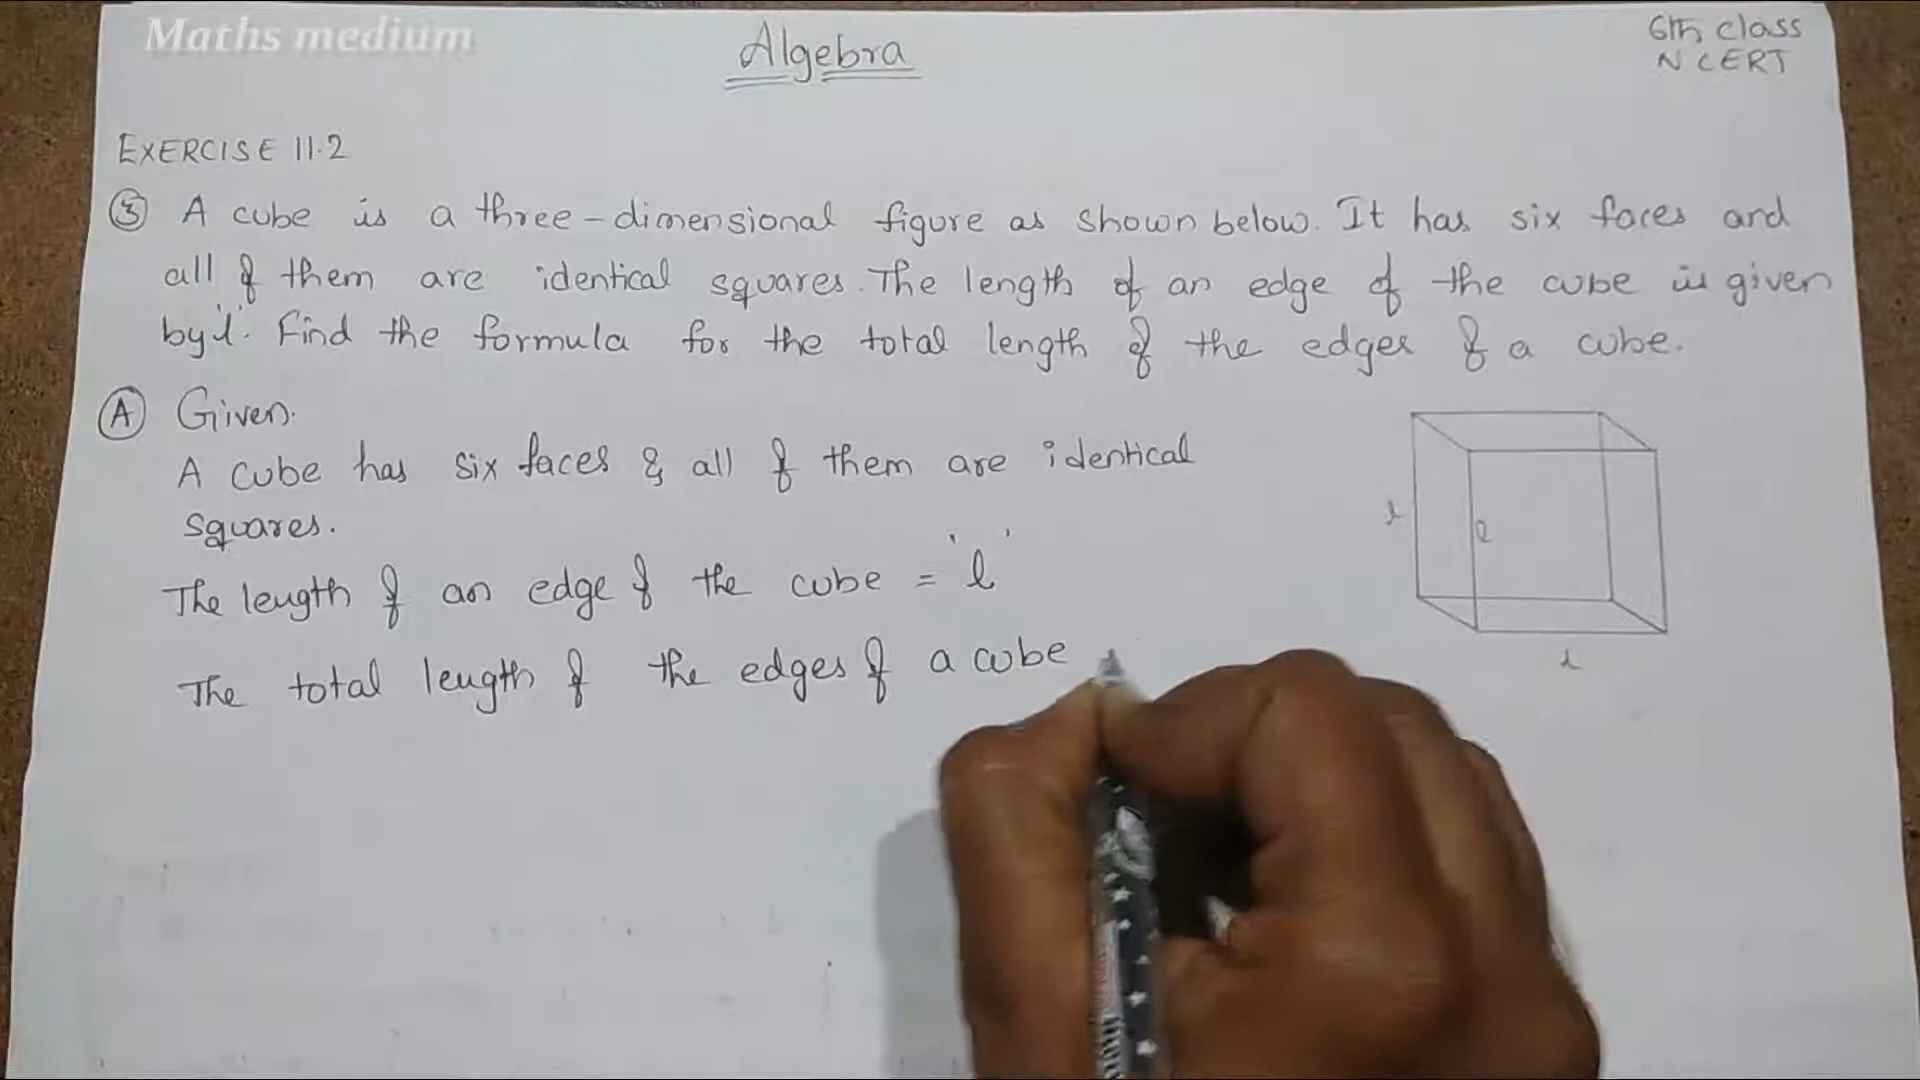 Maths medium
Algebra
6th class
NCERT
EXERCISE 11.2
③ A cube is a three-dimensional figure as shown below. It has six faces and
all of them are identical squares. The length of an edge of the cube is given
by 'l'. Find the formula for the total length of the edges of a cube.
Ⓐ Given.
A cube has six faces & all of them are identical
squares.
The length of an edge of the cube = 'l'
The total length of the edges of a cube
l
l
l